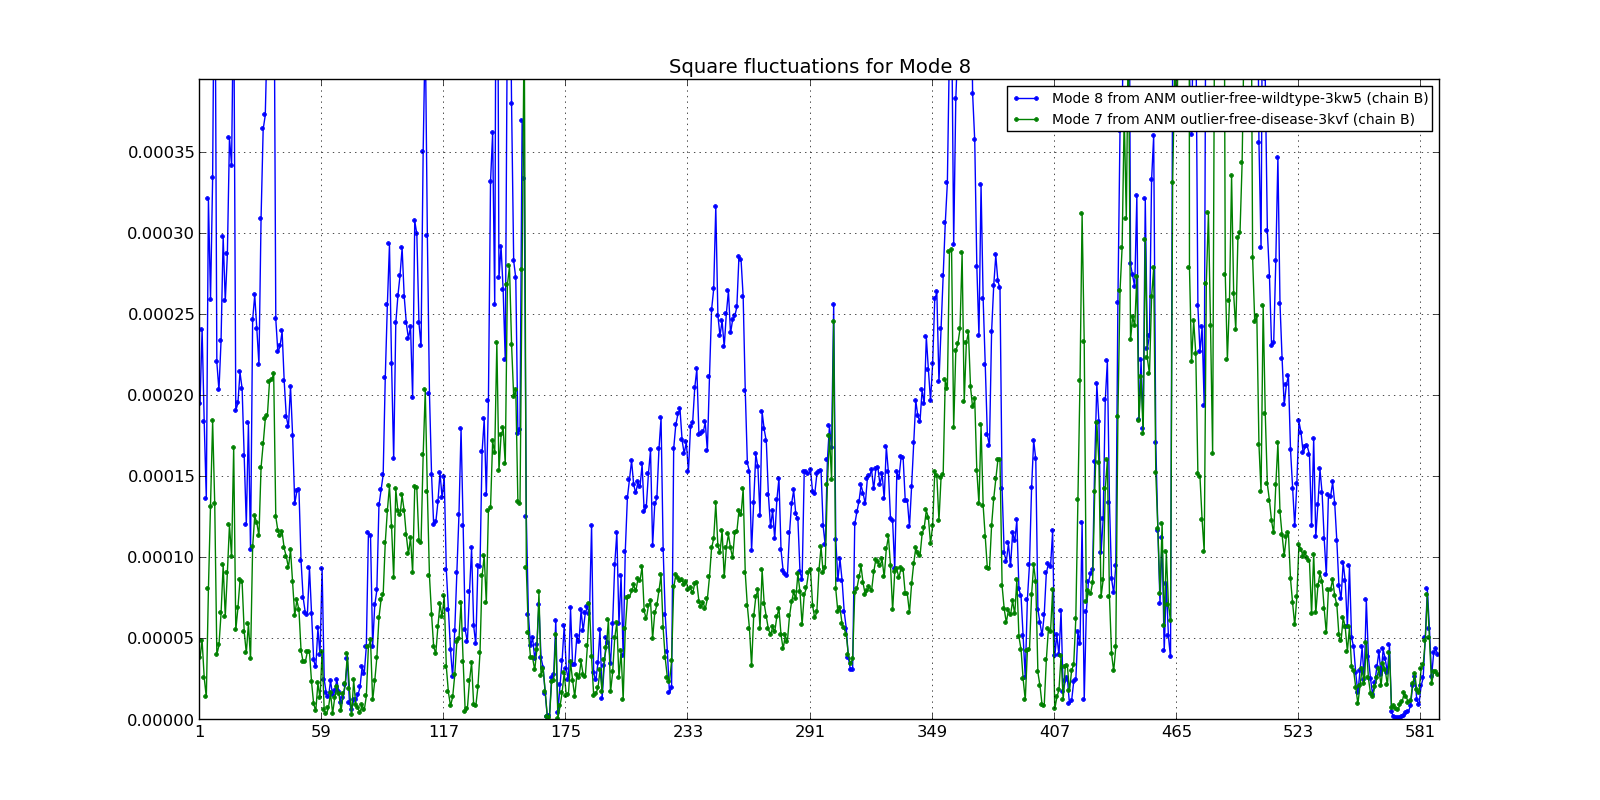 Square fluctuations for Mode 8
Mode 8 from ANM outlier-free-wildtype-3kw5 (chain B)
Mode 7 from ANM outlier-free-disease-3kvf (chain B)
0.00035
0.00030
0.00025
0.00020
0.00015
0.00010
0.00005
0.00000
1 59 117 175 233 291 349 407 465 523 581